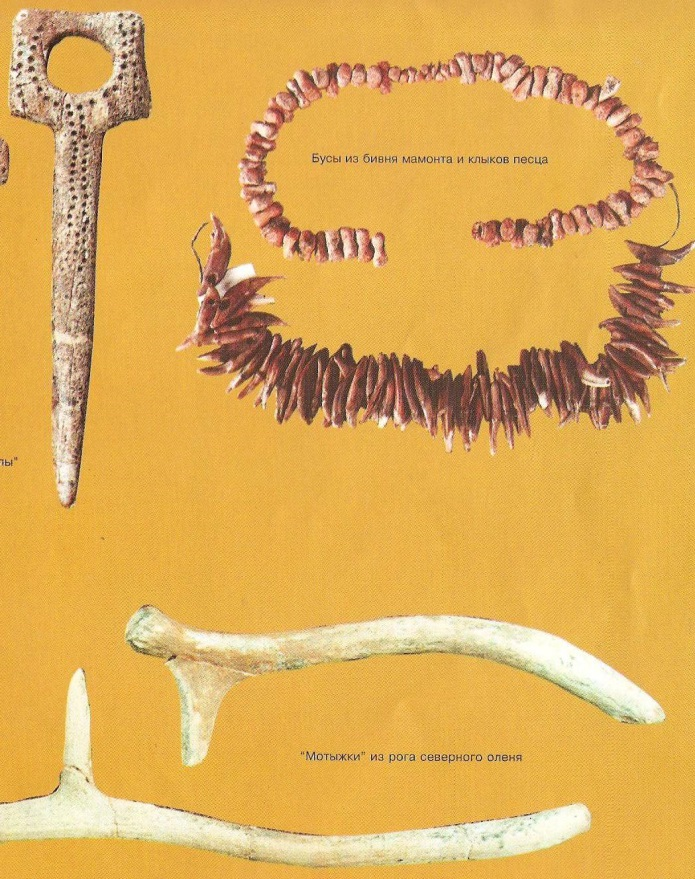 Бусы из бивня мамонта и клыков песца
"Мотыжки" из рога северного оленя